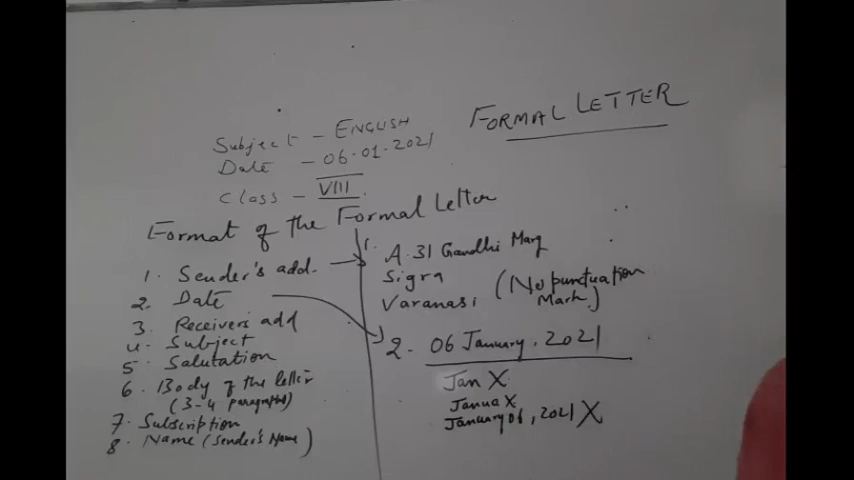 FORMAL LETTER
Subject - ENGLISH
Date - 06.01.2021
Class - VIII.
Format of the Formal Letter
1. Sender's add.
2. Date
3. Receivers add
4. Subject
5. Salutation
6. Body of the letter
(3-4 paragraphs)
7. Subscription
8. Name (Sender's Name)
1. A.31 Gandhi Marg
Sigra
Varanasi (No punctuation
Mark.)
2. 06 January, 2021
Jan X
Janua X
January 06, 2021 X